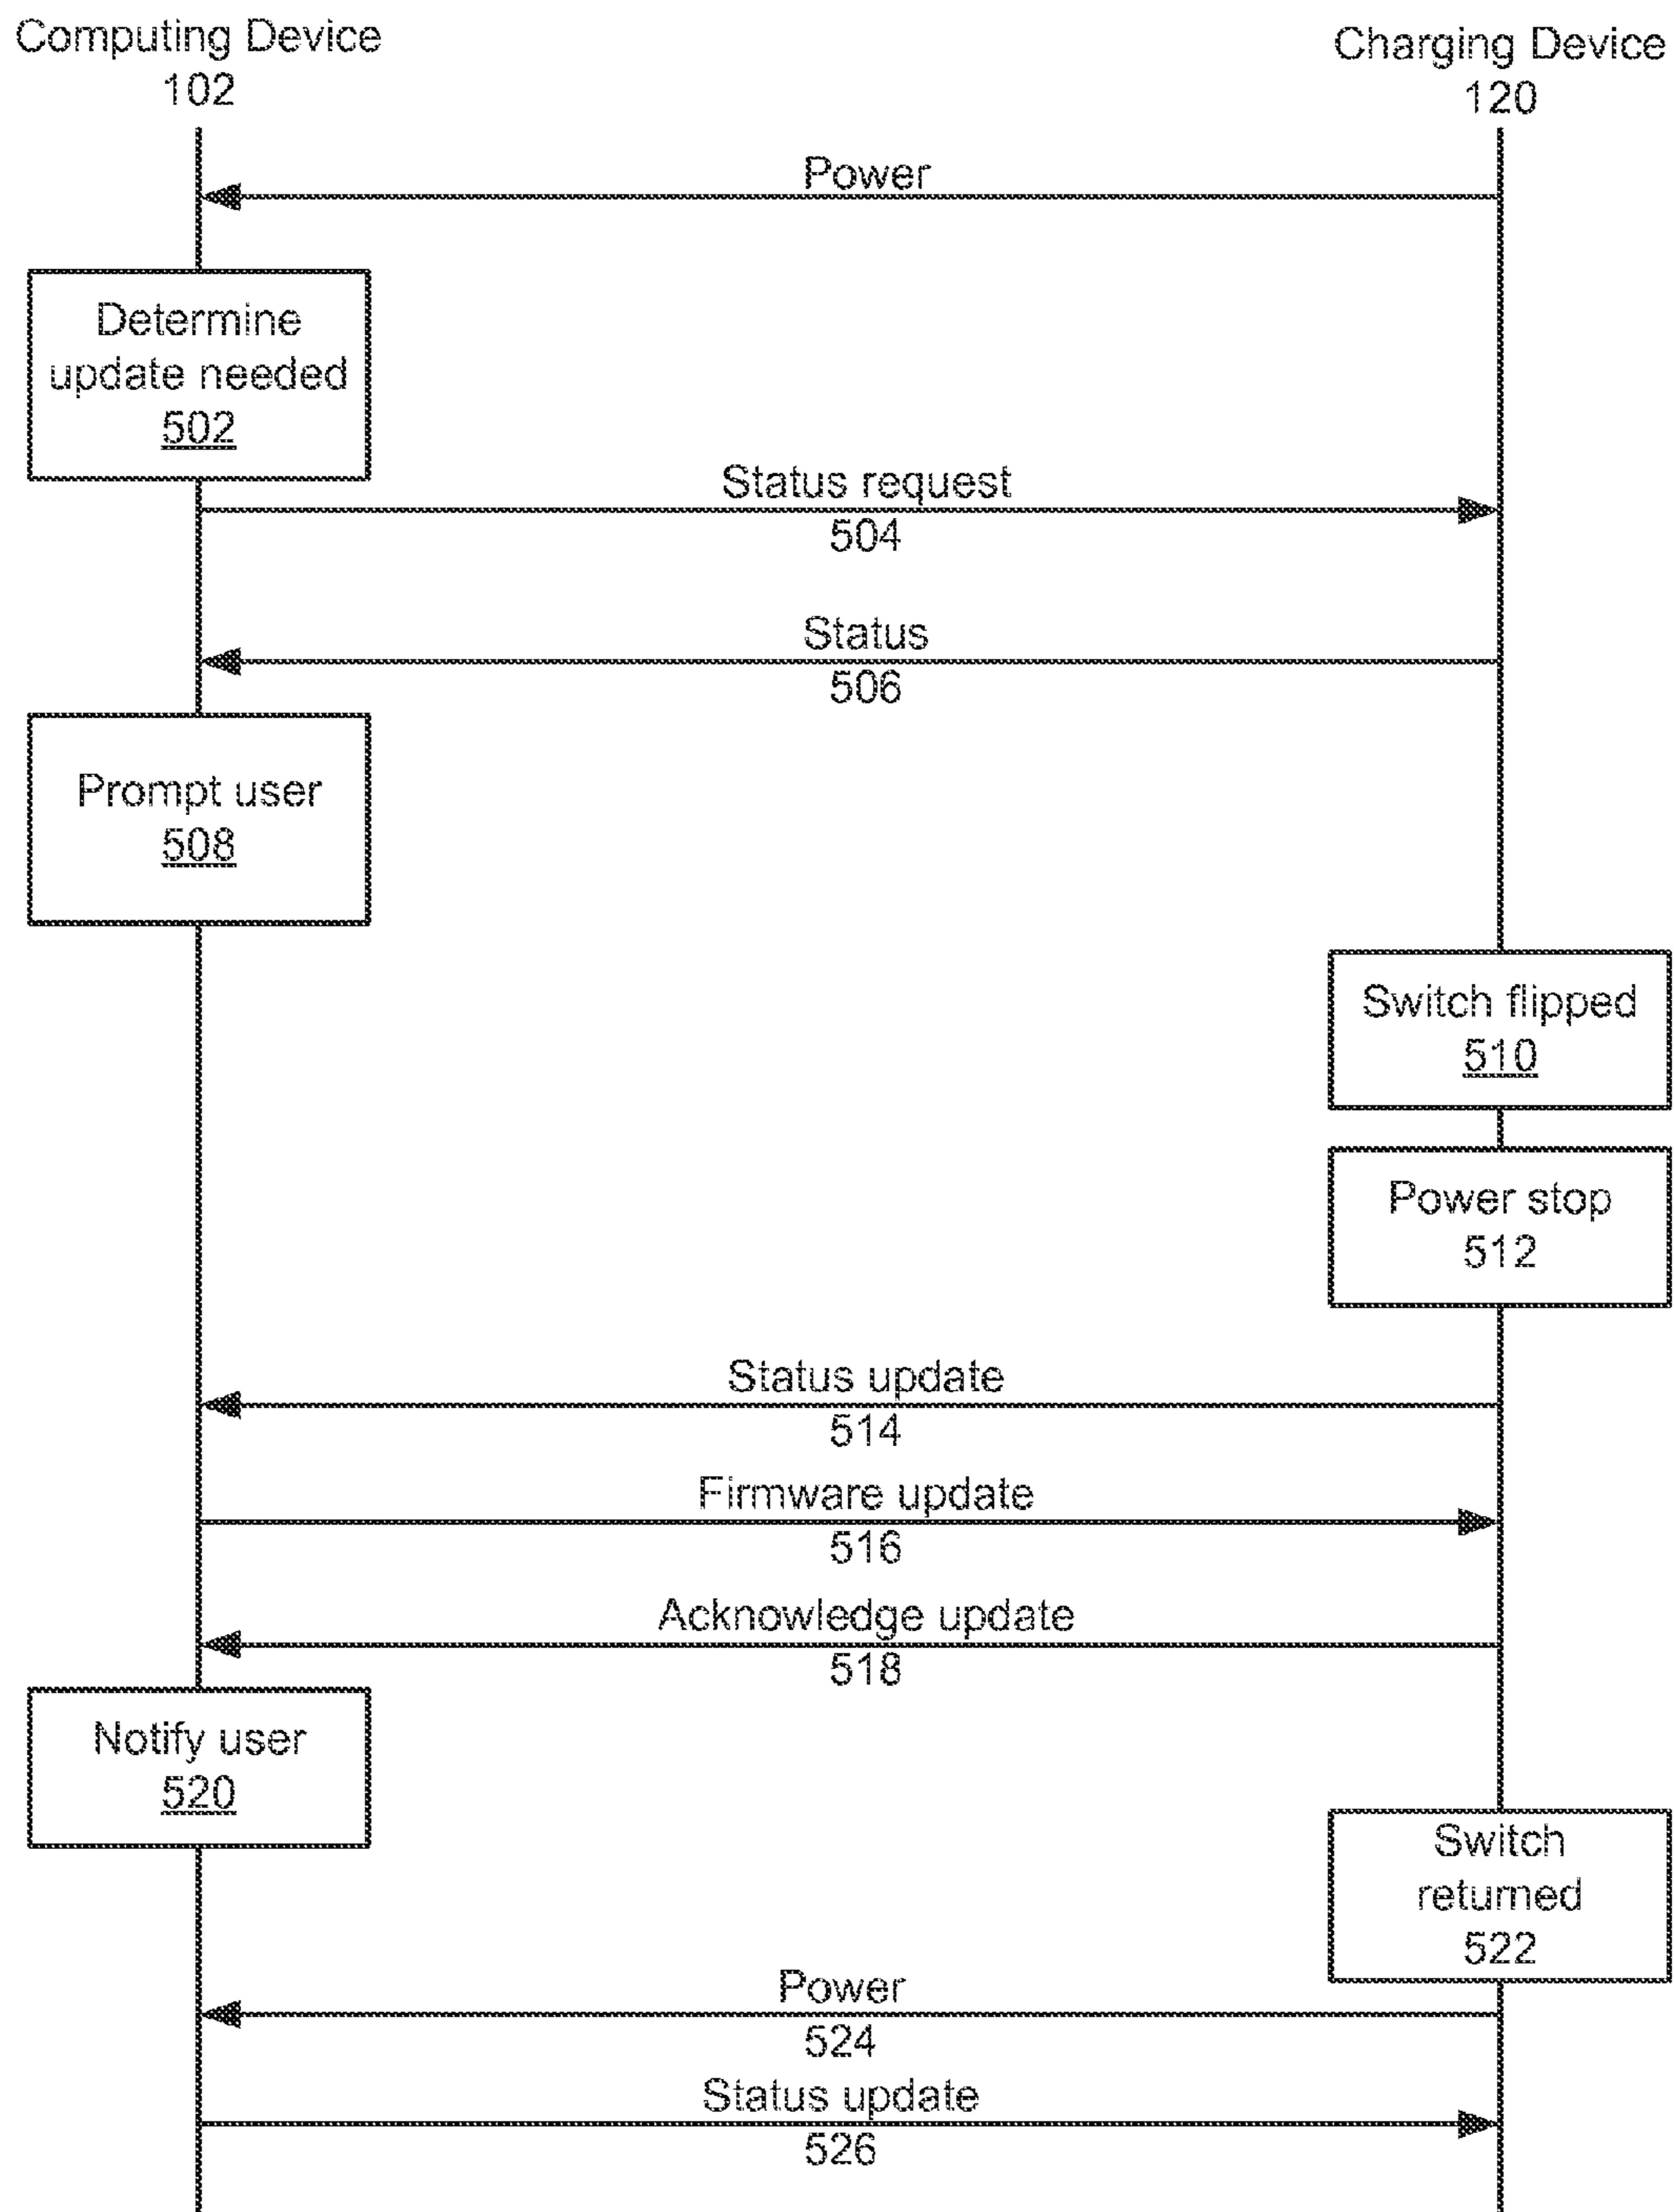 Computing Device
102
Charging Device
120
Power
Determine
update needed
502
Status request
504
Status
506
Prompt user
508
Switch flipped
510
Power stop
512
Status update
514
Firmware update
516
Acknowledge update
518
Notify user
520
Switch
returned
522
Power
524
Status update
526